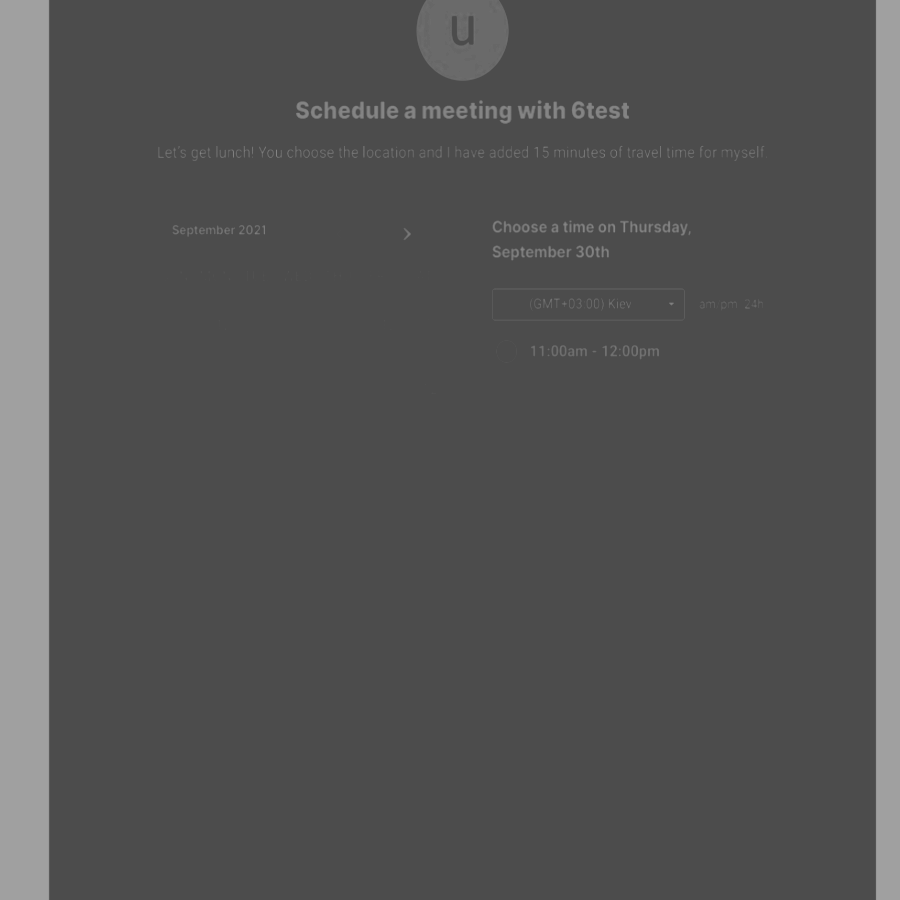 u
Schedule a meeting with 6test
Let's get lunch! You choose the location and I have added 15 minutes of travel time for myself.
September 2021
Choose a time on Thursday,
September 30th
(GMT+03:00) Kiev
am/pm 24h
11:00am - 12:00pm